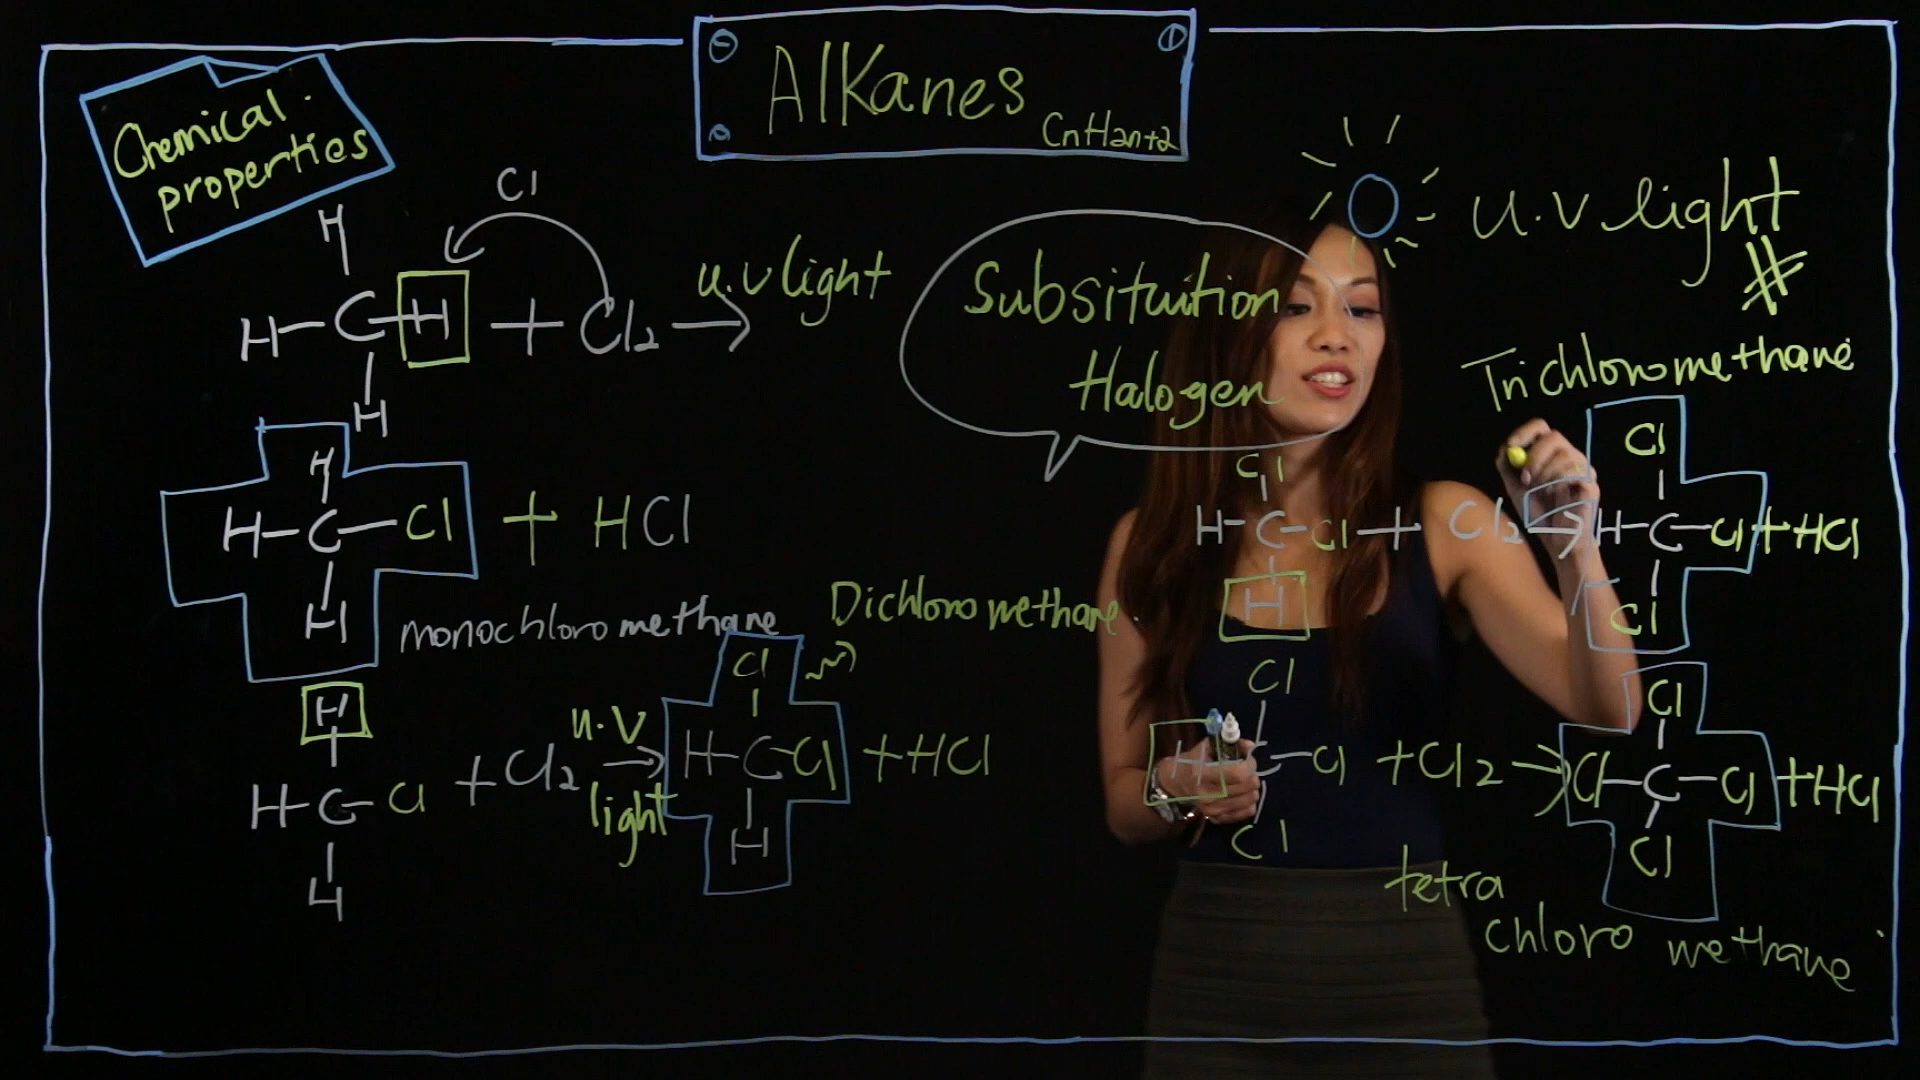 Alkanes
CnH2n+2
Chemical
properties
Cl
H
H-C-H + Cl2 → u.v light
H
Subsituition
Halogen
u.v light
H
H-C-Cl + HCl
H
monochloromethane
H
H-C-Cl + Cl2 → u.v light
H
Dichloromethane
Cl
H-C-Cl + HCl
H
Trichloromethane
Cl
H-C-Cl + Cl2 →
H
Cl
H-C-Cl + HCl
Cl
Cl
H-C-Cl + Cl2 →
Cl
Cl
Cl-C-Cl + HCl
Cl
tetra
chloro methane